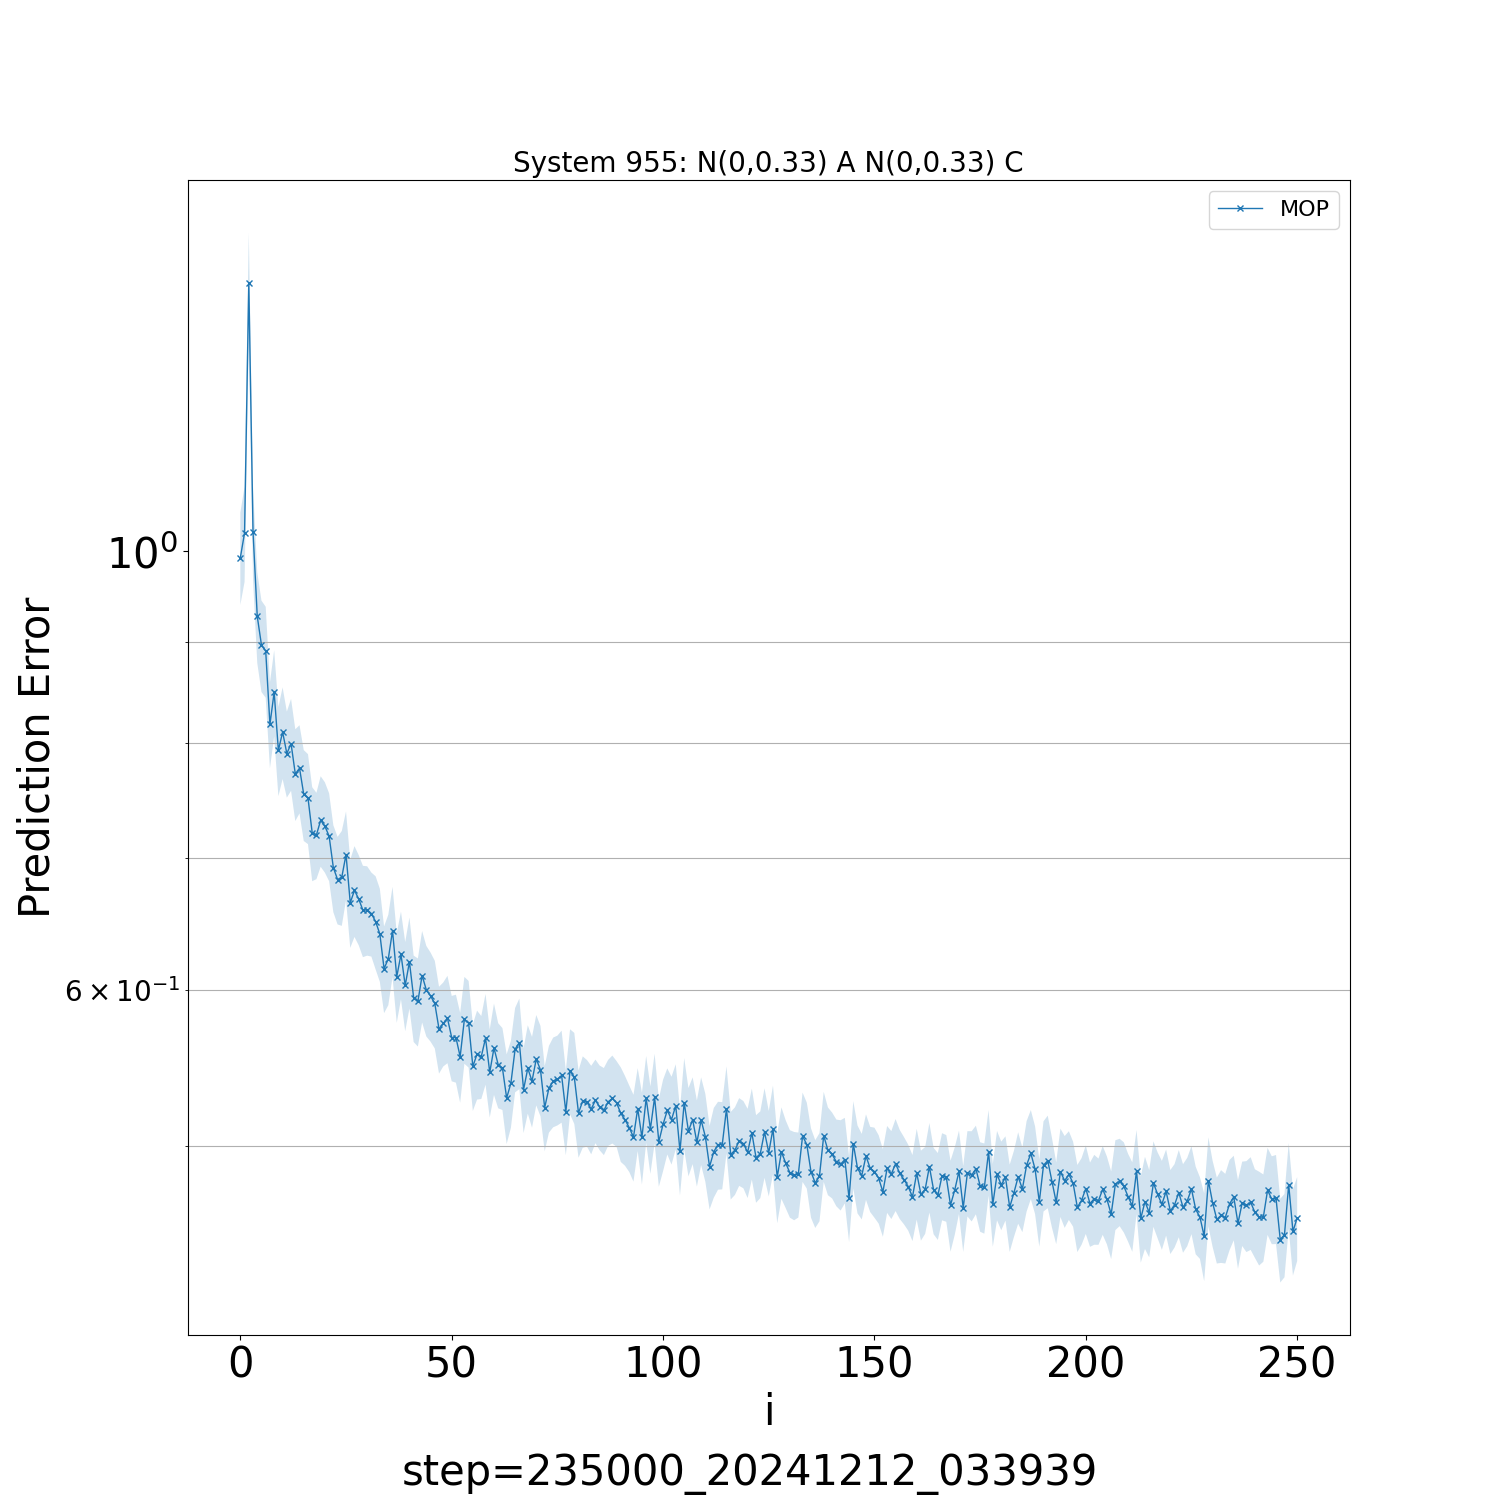 System 955: N(0,0.33) A N(0,0.33) C
MOP
Prediction Error
10⁰
6 × 10⁻¹
0 50 100 150 200 250
i
step=235000_20241212_033939